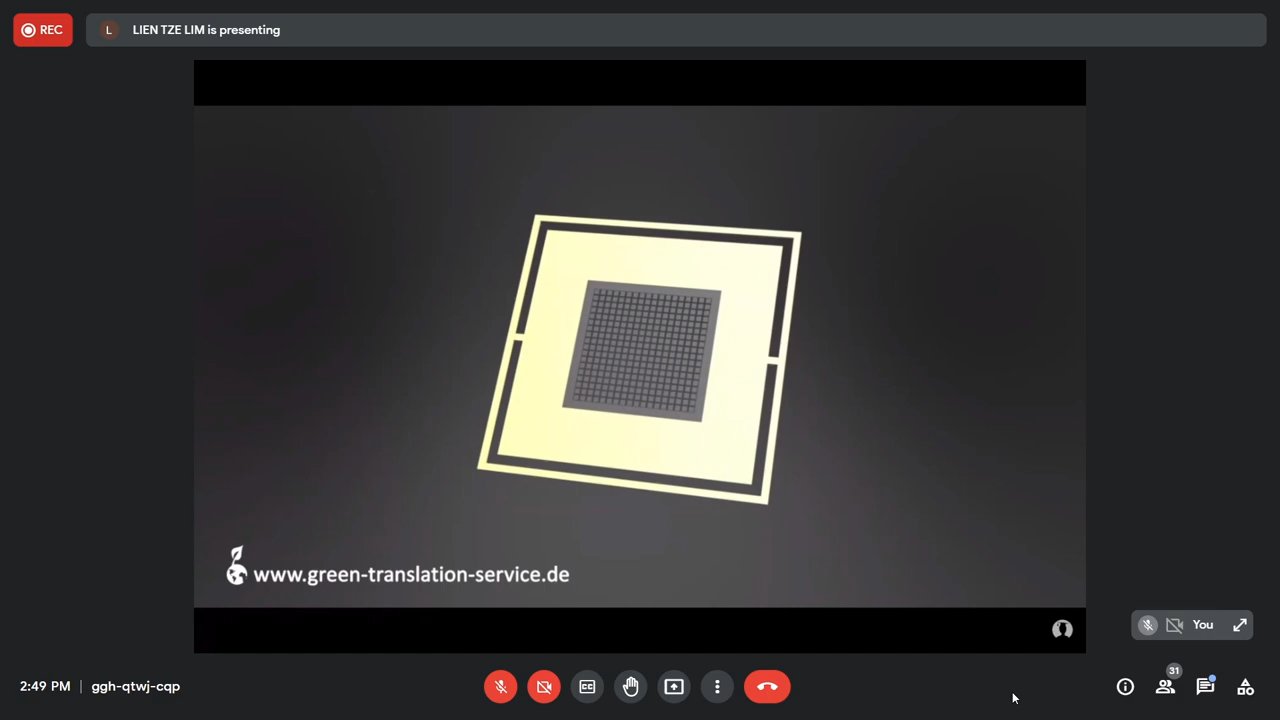 REC
L
LIEN TZE LIM is presenting
www.green-translation-service.de
You
2:49 PM
ggh-qtwj-cqp
31